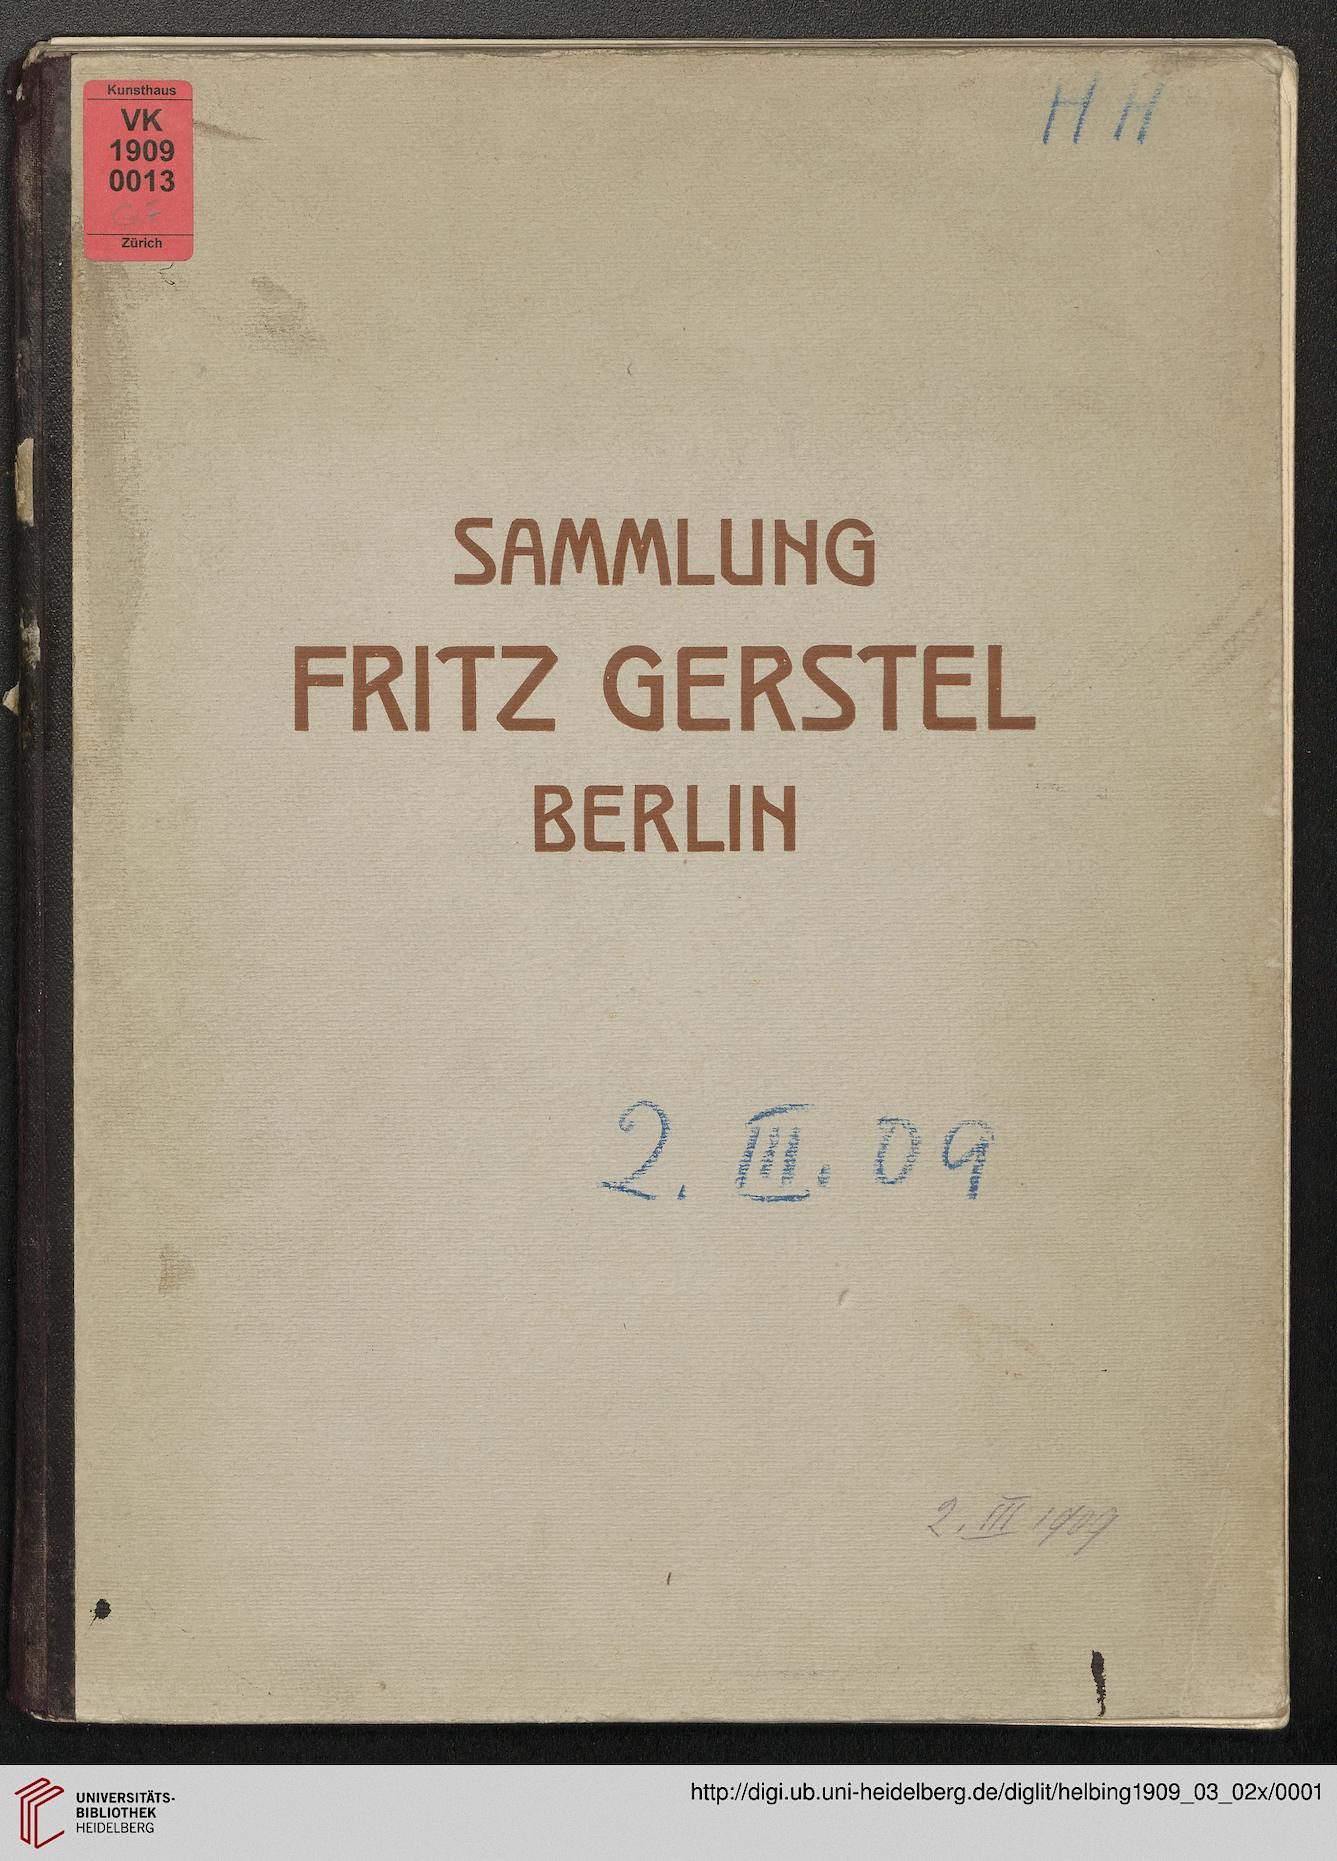 Kunsthaus
VK
1909
0013
GF
Zürich
H H
SAMMLUNG
FRITZ GERSTEL
BERLIN
2. III. 09
2. III 1909
UNIVERSITÄTS-
BIBLIOTHEK
HEIDELBERG
http://digi.ub.uni-heidelberg.de/diglit/helbing1909_03_02x/0001